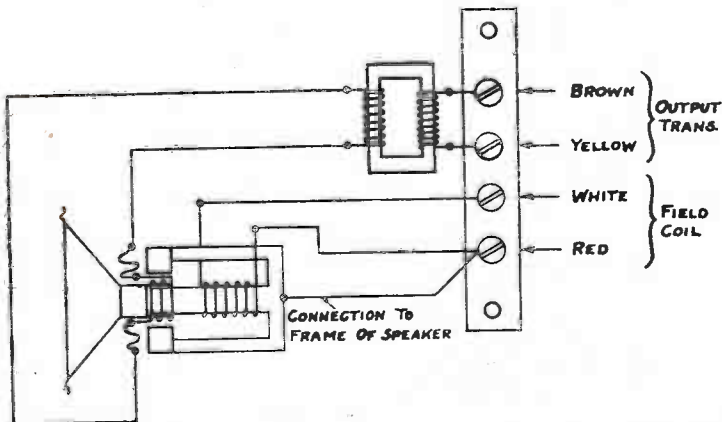 BROWN
YELLOW
OUTPUT
TRANS.
WHITE
RED
FIELD
COIL
CONNECTION TO
FRAME OF SPEAKER